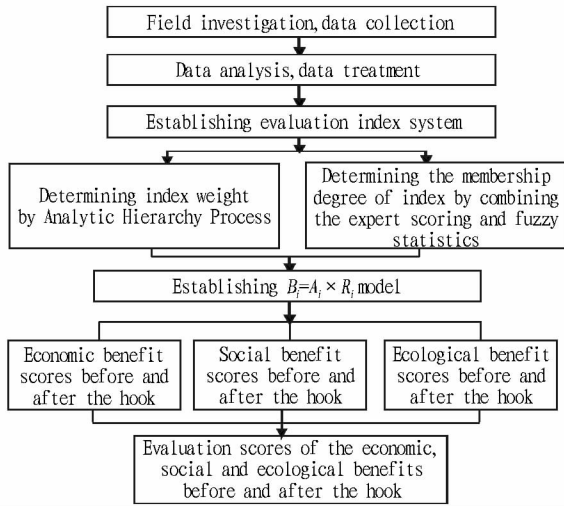 Field investigation,data collection
Data analysis,data treatment
Establishing evaluation index system
Determining index weight
by Analytic Hierarchy Process
Determining the membership
degree of index by combining
the expert scoring and fuzzy
statistics
Establishing Bi=Ai × Ri model
Economic benefit
scores before and
after the hook
Social benefit
scores before and
after the hook
Ecological benefit
scores before and
after the hook
Evaluation scores of the economic,
social and ecological benefits
before and after the hook